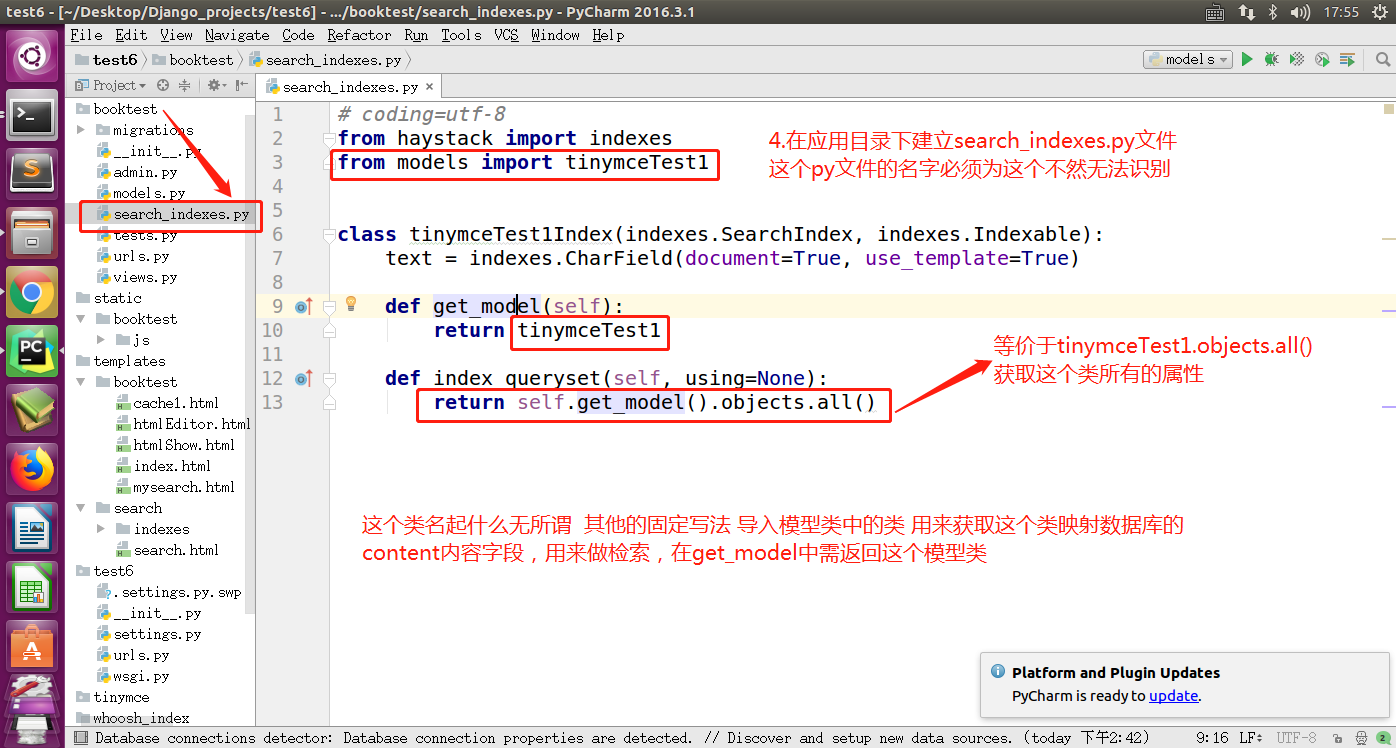 test6 - [~/Desktop/Django_projects/test6] - .../booktest/search_indexes.py - PyCharm 2016.3.1
17:55
File Edit View Navigate Code Refactor Run Tools VCS Window Help
test6 booktest search_indexes.py
models
Project
search_indexes.py
booktest
migrations
__init__.py
admin.py
models.py
search_indexes.py
tests.py
urls.py
views.py
static
booktest
js
templates
booktest
cache1.html
htmlEditor.html
htmlShow.html
index.html
mysearch.html
search
indexes
search.html
test6
.settings.py.swp
__init__.py
settings.py
urls.py
wsgi.py
tinymce
whoosh_index
1 # coding=utf-8
2 from haystack import indexes
3 from models import tinymceTest1
4
5
6 class tinymceTest1Index(indexes.SearchIndex, indexes.Indexable):
7 text = indexes.CharField(document=True, use_template=True)
8
9 def get_model(self):
10 return tinymceTest1
11
12 def index_queryset(self, using=None):
13 return self.get_model().objects.all()
4.在应用目录下建立search_indexes.py文件
这个py文件的名字必须为这个不然无法识别
等价于tinymceTest1.objects.all()
获取这个类所有的属性
这个类名起什么无所谓 其他的固定写法 导入模型类中的类 用来获取这个类映射数据库的
content内容字段，用来做检索，在get_model中需返回这个模型类
Platform and Plugin Updates
PyCharm is ready to update.
Database connections detector: Database connection properties are detected. // Discover and setup new data sources. (today 下午2:42)
9:16 LF UTF-8 2
PC